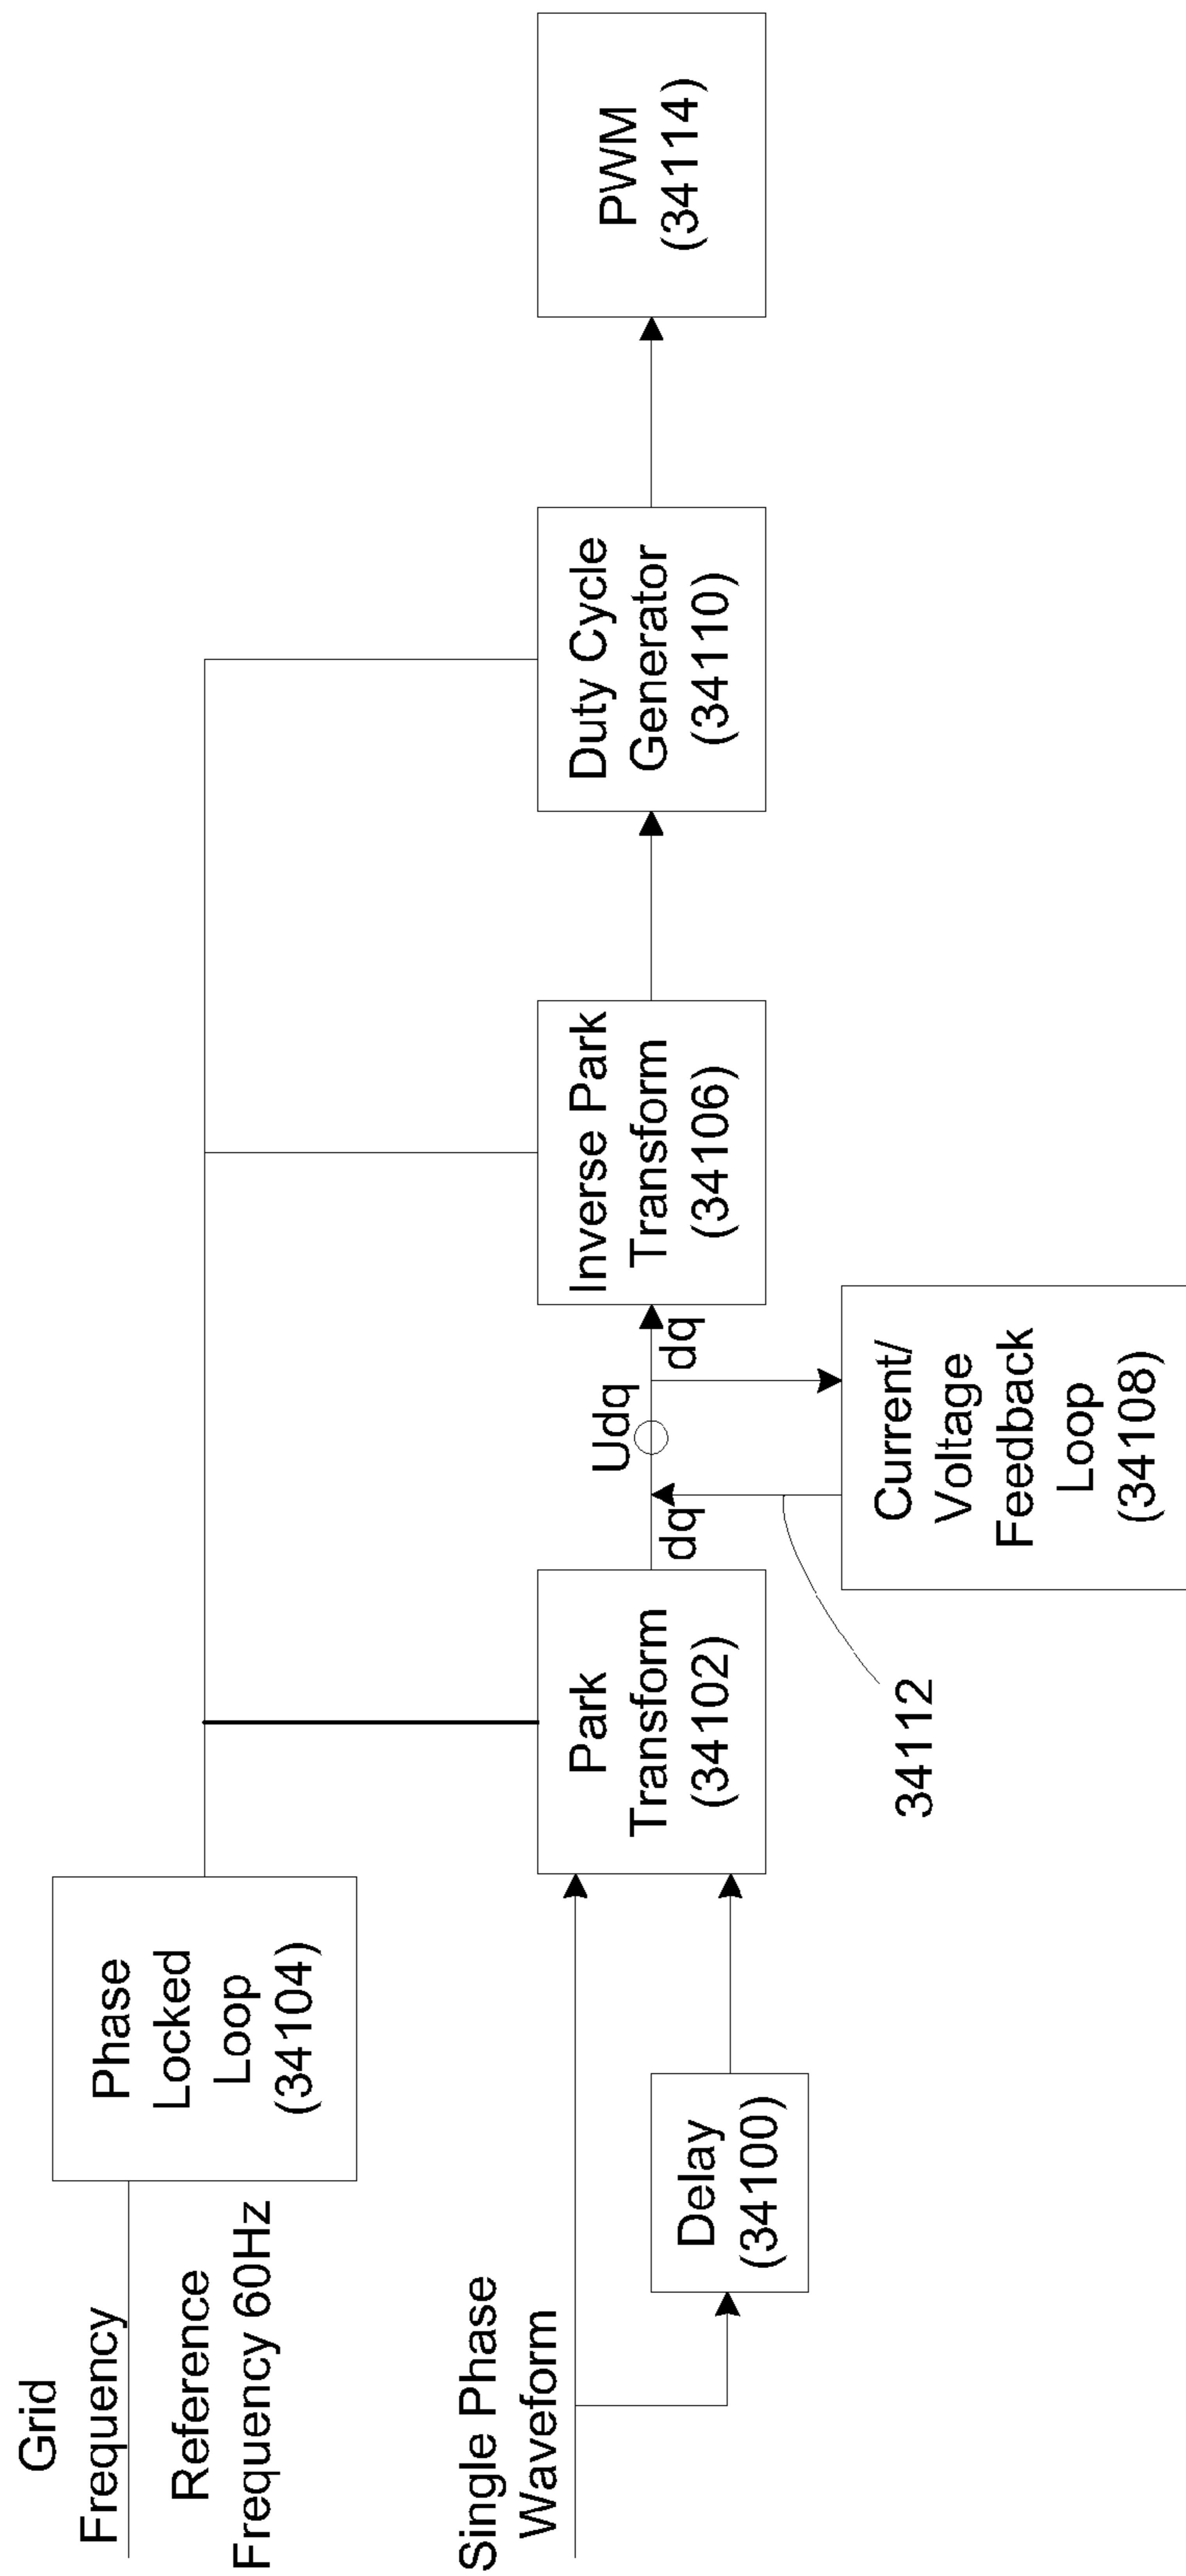 Grid
Frequency
Reference
Frequency 60Hz
Phase
Locked
Loop
(34104)
Single Phase
Waveform
Delay
(34100)
Park
Transform
(34102)
dq
Udq
dq
34112
Current/
Voltage
Feedback
Loop
(34108)
Inverse Park
Transform
(34106)
Duty Cycle
Generator
(34110)
PWM
(34114)